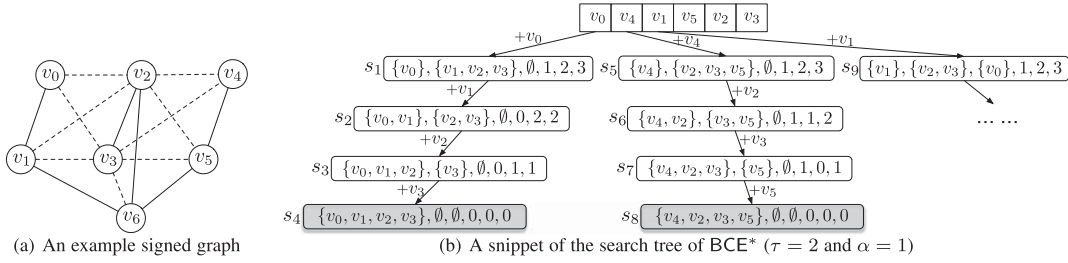 v₀ v₄ v₁ v₅ v₂ v₃
+v₀ +v₄ +v₁
s₁ {v₀}, {v₁, v₂, v₃}, ∅, 1, 2, 3
s₅ {v₄}, {v₂, v₃, v₅}, ∅, 1, 2, 3
s₉ {v₁}, {v₂, v₃}, {v₀}, 1, 2, 3
+v₁ +v₂
s₂ {v₀, v₁}, {v₂, v₃}, ∅, 0, 2, 2
s₆ {v₄, v₂}, {v₃, v₅}, ∅, 1, 1, 2
... ...
+v₂ +v₃
s₃ {v₀, v₁, v₂}, {v₃}, ∅, 0, 1, 1
s₇ {v₄, v₂, v₃}, {v₅}, ∅, 1, 0, 1
+v₃ +v₅
s₄ {v₀, v₁, v₂, v₃}, ∅, ∅, 0, 0, 0
s₈ {v₄, v₂, v₃, v₅}, ∅, ∅, 0, 0, 0
v₀ v₂ v₄
v₁ v₃ v₅
v₆
(a) An example signed graph
(b) A snippet of the search tree of BCE* (τ = 2 and α = 1)